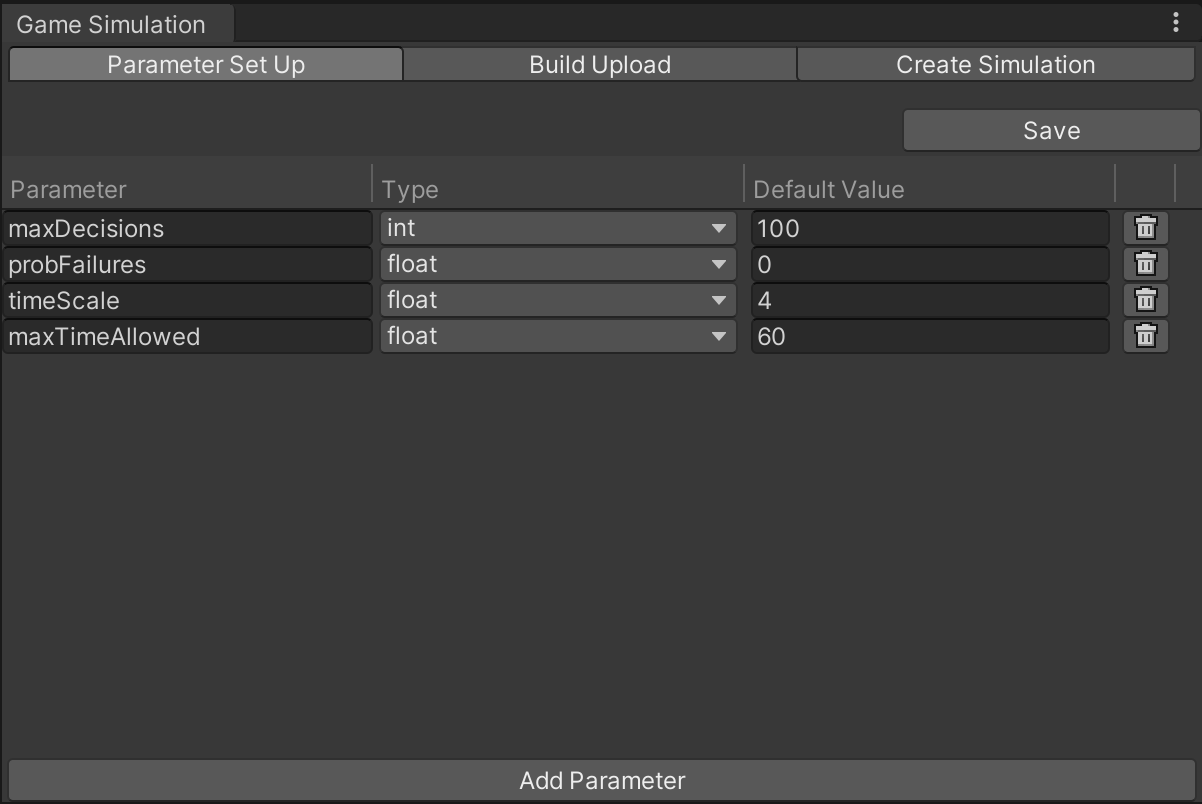 Game Simulation
Parameter Set Up Build Upload Create Simulation
Save
Parameter Type Default Value
maxDecisions int 100
probFailures float 0
timeScale float 4
maxTimeAllowed float 60
Add Parameter